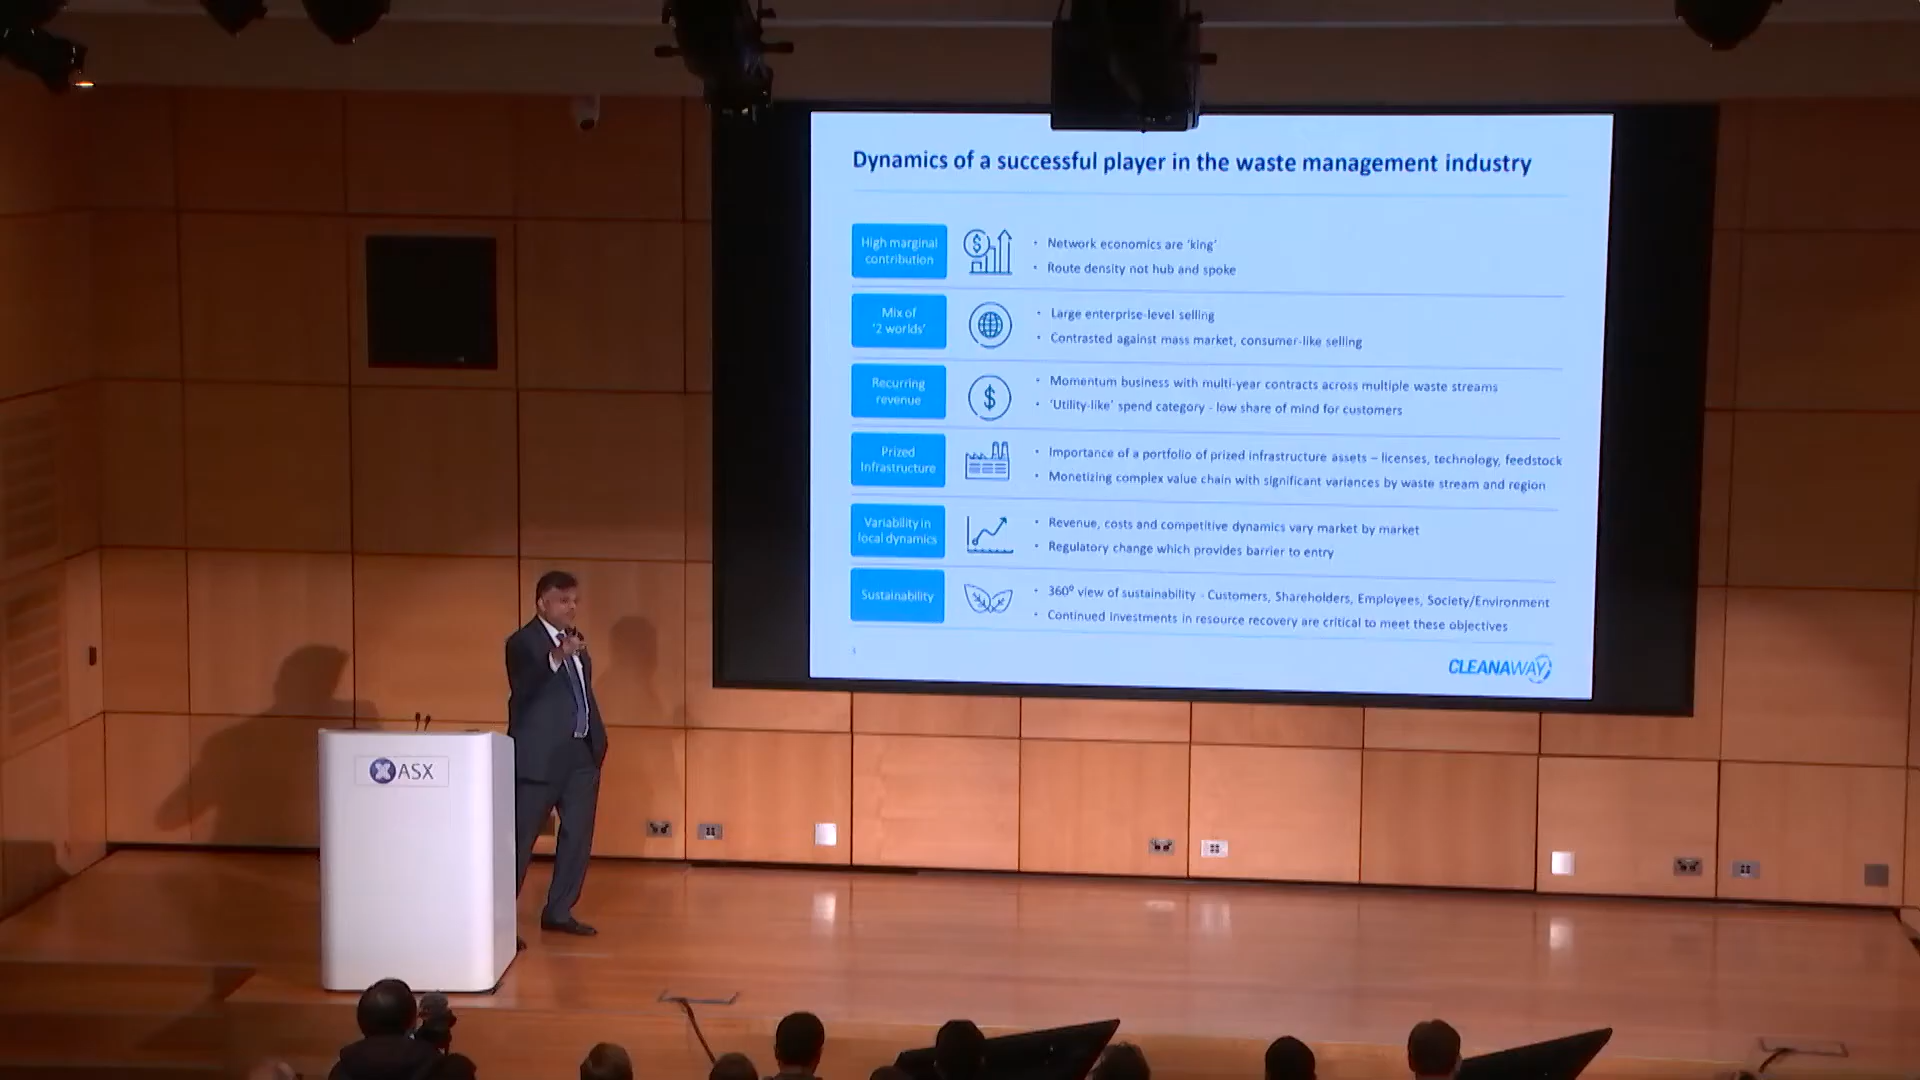 Dynamics of a successful player in the waste management industry
High marginal
contribution
• Network economics are 'king'
• Route density not hub and spoke
Mix of
'2 worlds'
• Large enterprise-level selling
• Contrasted against mass market, consumer-like selling
Recurring
revenue
• Momentum business with multi-year contracts across multiple waste streams
• 'Utility-like' spend category - low share of mind for customers
Prized
Infrastructure
• Importance of a portfolio of prized infrastructure assets – licenses, technology, feedstock
• Monetizing complex value chain with significant variances by waste stream and region
Variability in
local dynamics
• Revenue, costs and competitive dynamics vary market by market
• Regulatory change which provides barrier to entry
Sustainability
• 360⁰ view of sustainability - Customers, Shareholders, Employees, Society/Environment
• Continued investments in resource recovery are critical to meet these objectives
CLEANAWAY
ASX